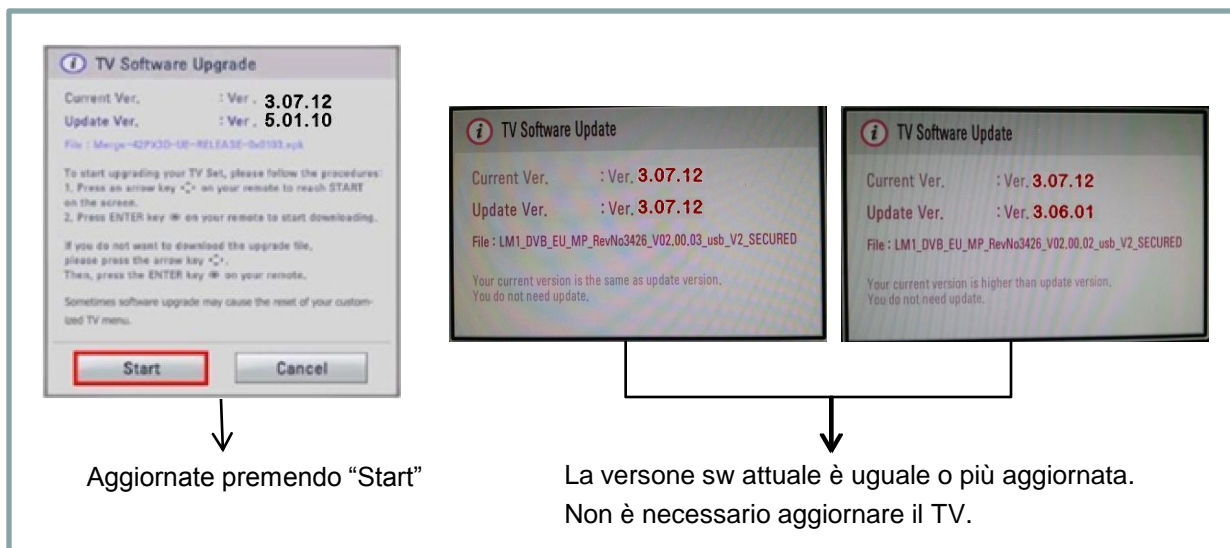 TV Software Upgrade
Current Ver. : Ver . 3.07.12
Update Ver. : Ver . 5.01.10
File : Merge-42PX3D-UE-RELEASE-0x0193.epk
To start upgrading your TV Set, please follow the procedures:
1. Press an arrow key on your remote to reach START
on the screen.
2. Press ENTER key on your remote to start downloading.
If you do not want to download the upgrade file,
please press the arrow key .
Then, press the ENTER key on your remote.
Sometimes software upgrade may cause the reset of your custom-
ized TV menu.
Start Cancel
Aggiornate premendo “Start”
i TV Software Update
Current Ver. : Ver. 3.07.12
Update Ver. : Ver. 3.07.12
File : LM1_DVB_EU_MP_RevNo3426_V02.00.03_usb_V2_SECURED
Your current version is the same as update version.
You do not need update.
i TV Software Update
Current Ver. : Ver. 3.07.12
Update Ver. : Ver. 3.06.01
File : LM1_DVB_EU_MP_RevNo3426_V02.00.02_usb_V2_SECURED
Your current version is higher than update version.
You do not need update.
La versone sw attuale è uguale o più aggiornata.
Non è necessario aggiornare il TV.